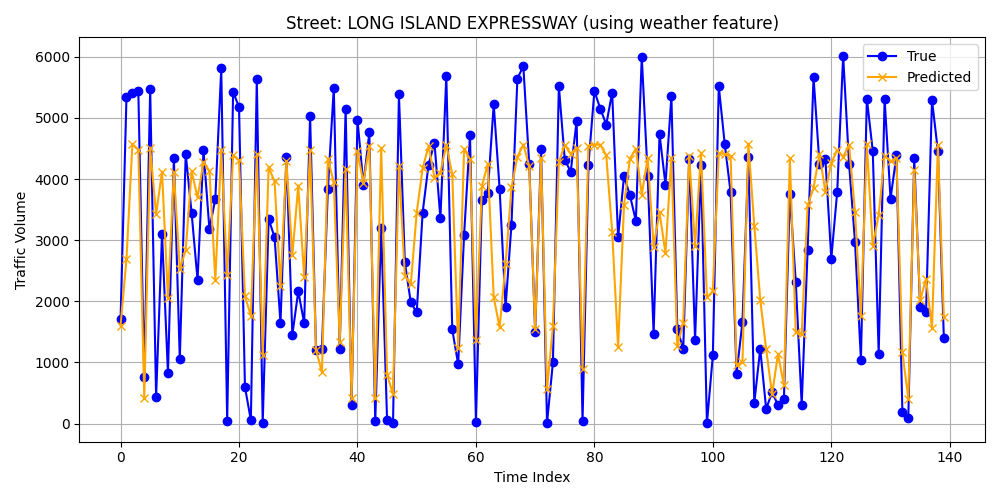 Street: LONG ISLAND EXPRESSWAY (using weather feature)
True
Predicted
Traffic Volume
6000
5000
4000
3000
2000
1000
0
0 20 40 60 80 100 120 140
Time Index